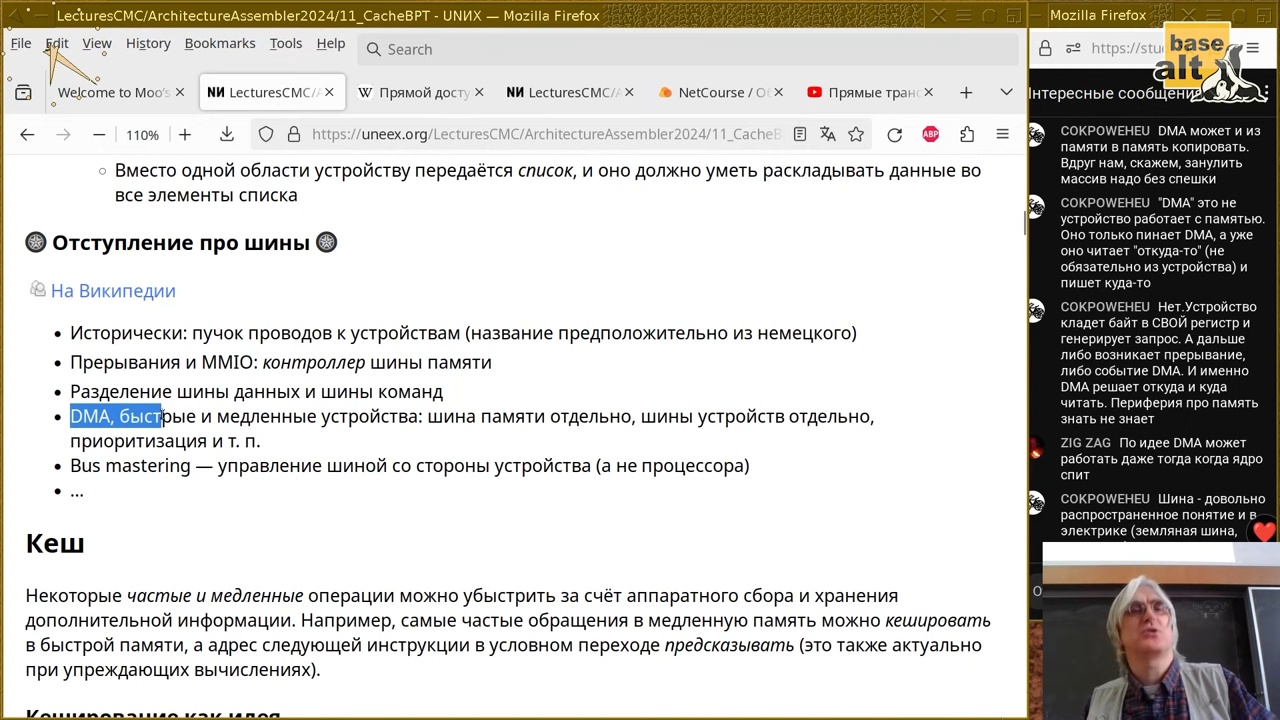 LecturesCMC/ArchitectureAssembler2024/11_CacheBPT - UNИX — Mozilla Firefox
File Edit View History Bookmarks Tools Help
Search
Welcome to Moo's
NИ LecturesCMC/A
W Прямой досту
NИ LecturesCMC/A
NetCourse / Об
Прямые транс
110%
https://uneex.org/LecturesCMC/ArchitectureAssembler2024/11_CacheB
ABP
Вместо одной области устройству передаётся список, и оно должно уметь раскладывать данные во
все элементы списка
Отступление про шины
На Википедии
Исторически: пучок проводов к устройствам (название предположительно из немецкого)
Прерывания и MMIO: контроллер шины памяти
Разделение шины данных и шины команд
DMA, быстрые и медленные устройства: шина памяти отдельно, шины устройств отдельно,
приоритизация и т. п.
Bus mastering — управление шиной со стороны устройства (а не процессора)
...
Кеш
Некоторые частые и медленные операции можно убыстрить за счёт аппаратного сбора и хранения
дополнительной информации. Например, самые частые обращения в медленную память можно кешировать
в быстрой памяти, а адрес следующей инструкции в условном переходе предсказывать (это также актуально
при упреждающих вычислениях).
Кеширование как идея
Mozilla Firefox
https://stu
base
alt
Интересные сообщения
COKPOWEHEU DMA может и из
памяти в память копировать.
Вдруг нам, скажем, занулить
массив надо без спешки
COKPOWEHEU "DMA" это не
устройство работает с памятью.
Оно только пинает DMA, а уже
оно читает "откуда-то" (не
обязательно из устройства) и
пишет куда-то
COKPOWEHEU Нет.Устройство
кладет байт в СВОЙ регистр и
генерирует запрос. А дальше
либо возникает прерывание,
либо событие DMA. И именно
DMA решает откуда и куда
читать. Периферия про память
знать не знает
ZIG ZAG По идее DMA может
работать даже тогда когда ядро
спит
COKPOWEHEU Шина - довольно
распространенное понятие и в
электрике (земляная шина,